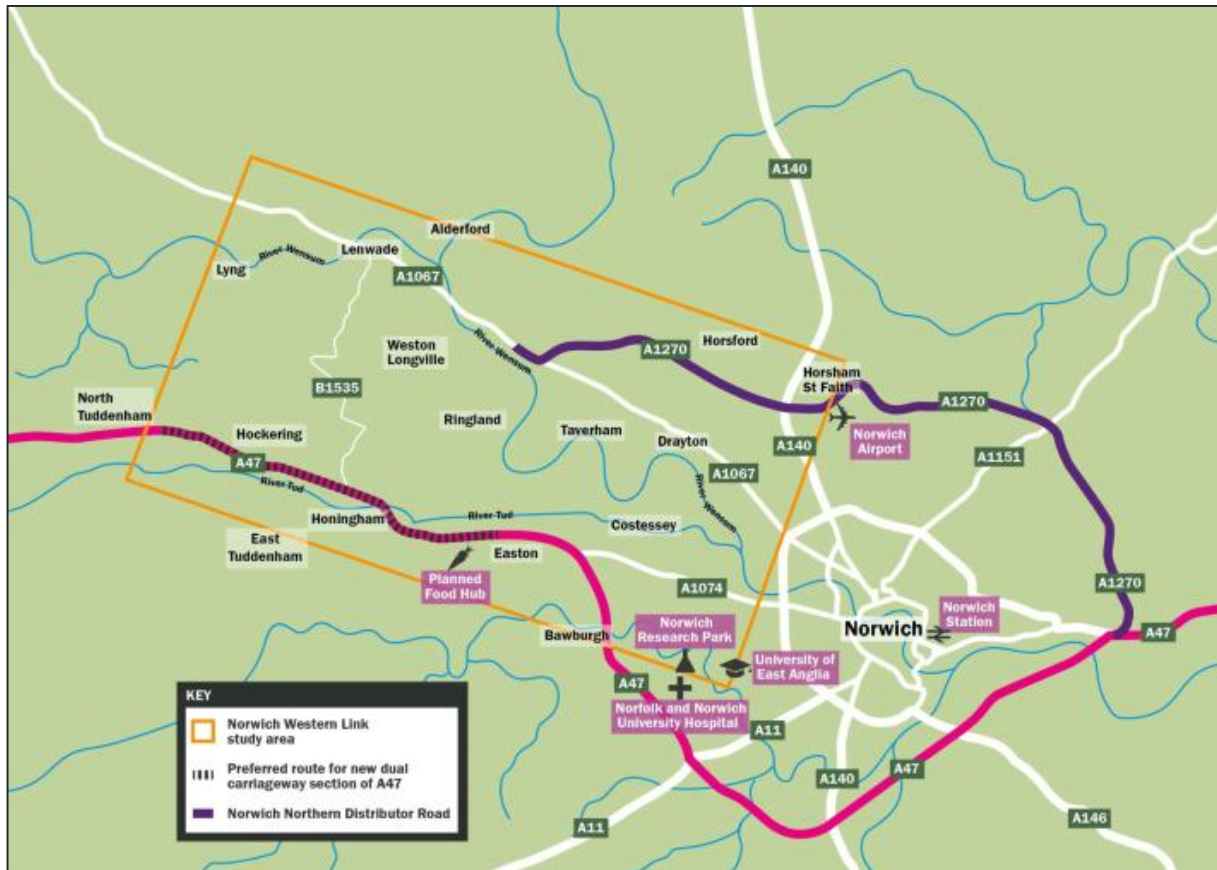 A140
Alderford
Lenwade
River-Wensum
Lyng
A1067
Weston
Longville
River-Wensum
A1270
Horsford
Horsham
St Faith
A1270
B1535
North
Tuddenham
Norwich
Airport
Ringland
Hockering
Taverham
Drayton
A140
A1151
A47
A1067
River-Tud
River-Wensum
Honingham
River-Tud
Costessey
East
Tuddenham
Easton
Planned
Food Hub
A1074
A1270
Norwich
Station
Norwich
Research Park
Norwich
Bawburgh
A47
University of
East Anglia
A47
Norfolk and Norwich
University Hospital
A11
A47
A140
A146
A11
KEY
Norwich Western Link
study area
Preferred route for new dual
carriageway section of A47
Norwich Northern Distributor Road